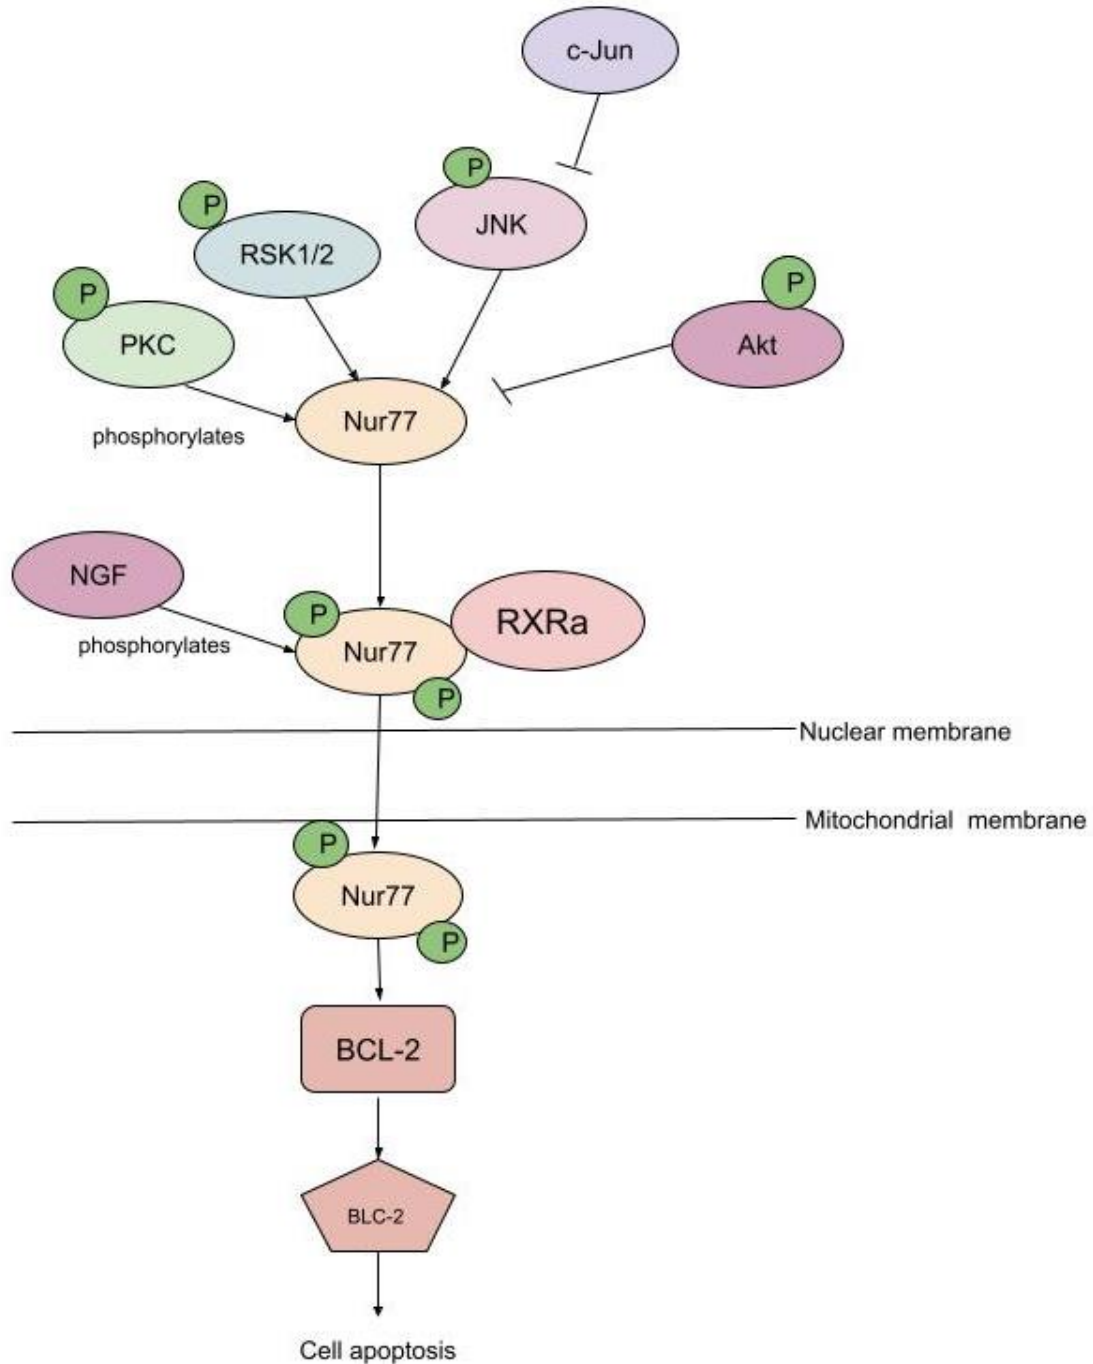 c-Jun
P
JNK
P
RSK1/2
P
PKC
P
Akt
Nur77
phosphorylates
NGF
phosphorylates
P
Nur77
RXRa
P
Nuclear membrane
Mitochondrial membrane
P
Nur77
P
BCL-2
BLC-2
Cell apoptosis